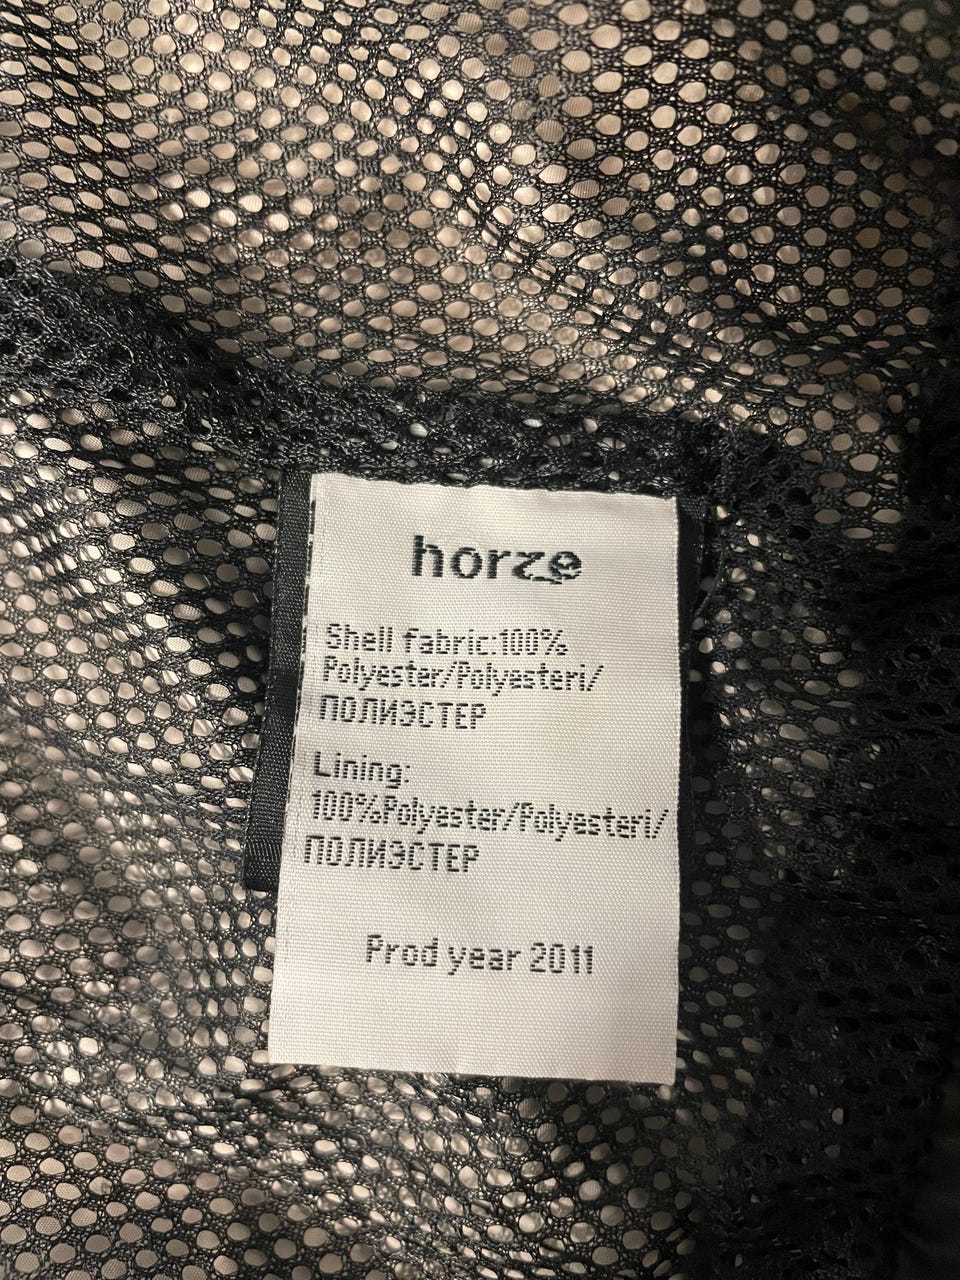 horze
Shell fabric:100%
Polyester/Polyesteri/
ПОЛИЭСТЕР
Lining:
100%Polyester/Polyesteri/
ПОЛИЭСТЕР
Prod year 2011